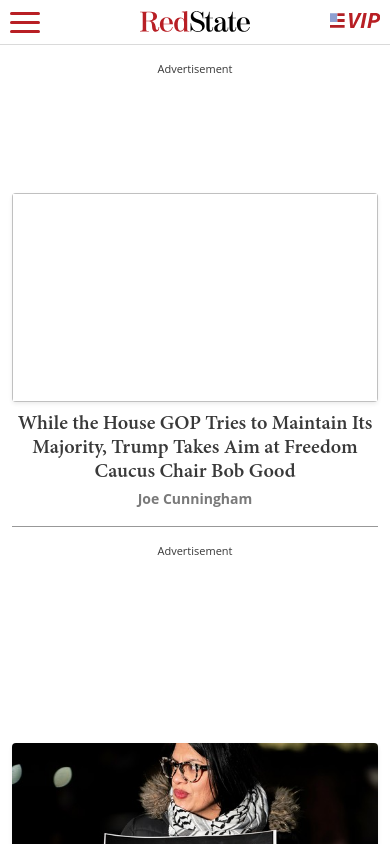 RedState
VIP
Advertisement
While the House GOP Tries to Maintain Its
Majority, Trump Takes Aim at Freedom
Caucus Chair Bob Good
Joe Cunningham
Advertisement